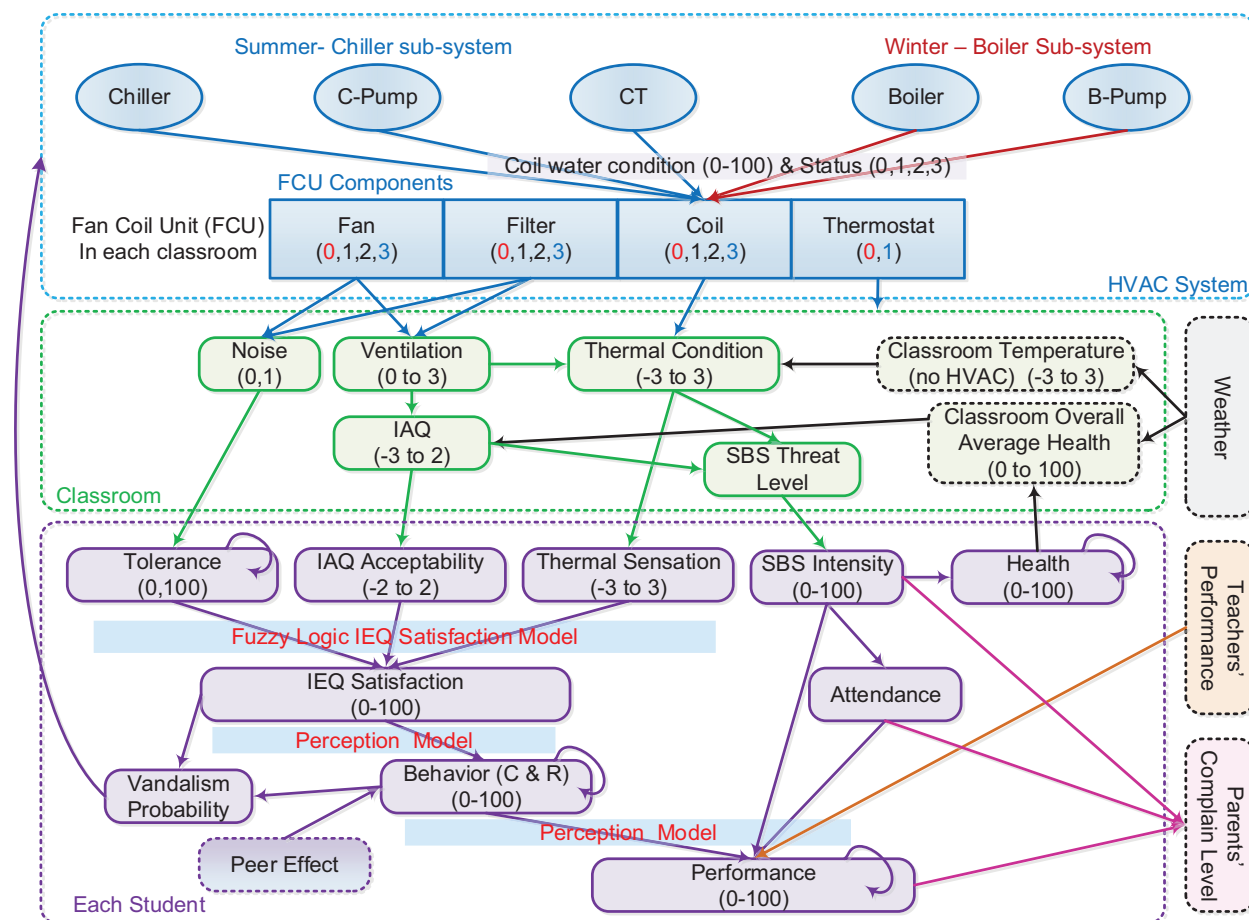 Summer- Chiller sub-system
Winter – Boiler Sub-system
Chiller
C-Pump
CT
Boiler
B-Pump
Coil water condition (0-100) & Status (0,1,2,3)
FCU Components
Fan Coil Unit (FCU)
In each classroom
Fan
(0,1,2,3)
Filter
(0,1,2,3)
Coil
(0,1,2,3)
Thermostat
(0,1)
HVAC System
Noise
(0,1)
Ventilation
(0 to 3)
Thermal Condition
(-3 to 3)
Classroom Temperature
(no HVAC) (-3 to 3)
Weather
IAQ
(-3 to 2)
SBS Threat
Level
Classroom Overall
Average Health
(0 to 100)
Classroom
Tolerance
(0,100)
IAQ Acceptability
(-2 to 2)
Thermal Sensation
(-3 to 3)
SBS Intensity
(0-100)
Health
(0-100)
Teachers'
Performance
Fuzzy Logic IEQ Satisfaction Model
IEQ Satisfaction
(0-100)
Attendance
Perception Model
Vandalism
Probability
Behavior (C & R)
(0-100)
Parents'
Complain Level
Perception Model
Peer Effect
Performance
(0-100)
Each Student